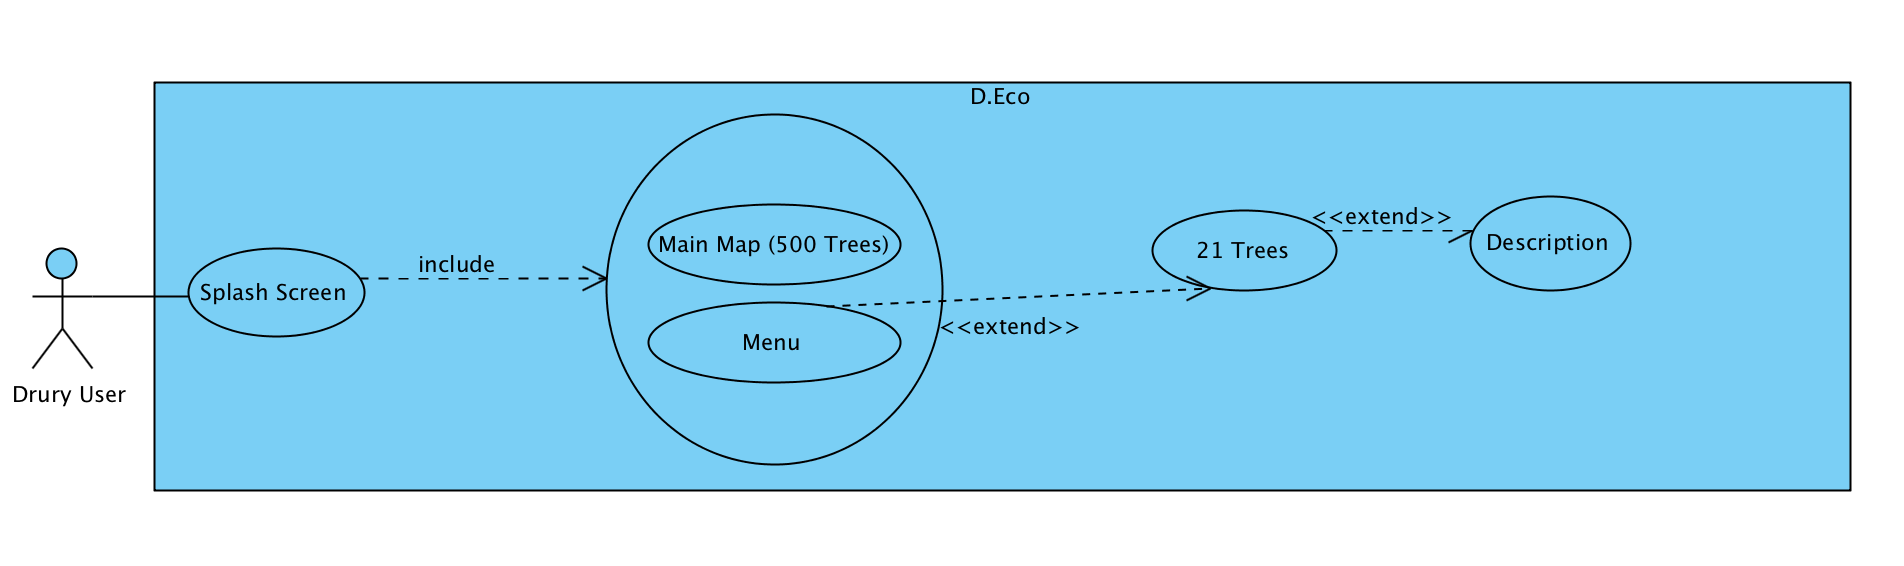 D.Eco
Main Map (500 Trees)
<<extend>>
21 Trees
Description
include
Splash Screen
<<extend>>
Menu
Drury User